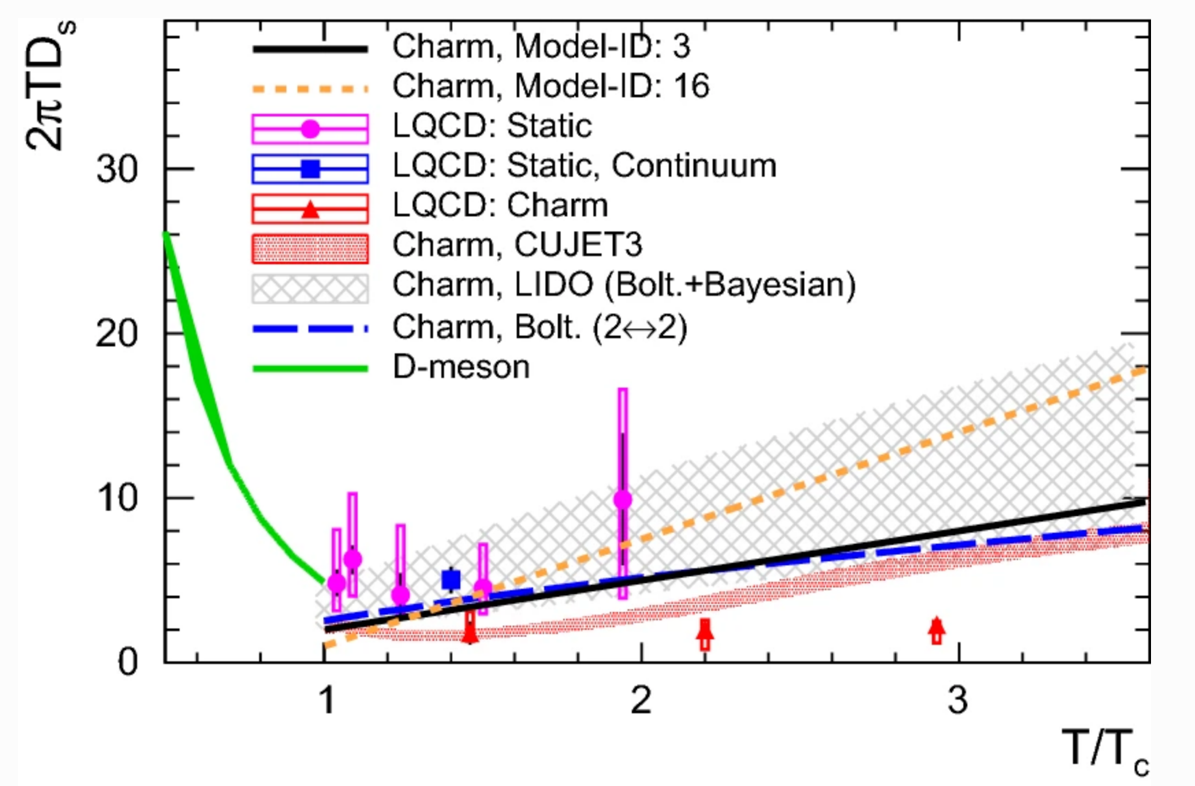 2πTD_s
Charm, Model-ID: 3
Charm, Model-ID: 16
LQCD: Static
LQCD: Static, Continuum
LQCD: Charm
Charm, CUJET3
Charm, LIDO (Bolt.+Bayesian)
Charm, Bolt. (2↔2)
D-meson
30
20
10
0
1 2 3
T/T_c